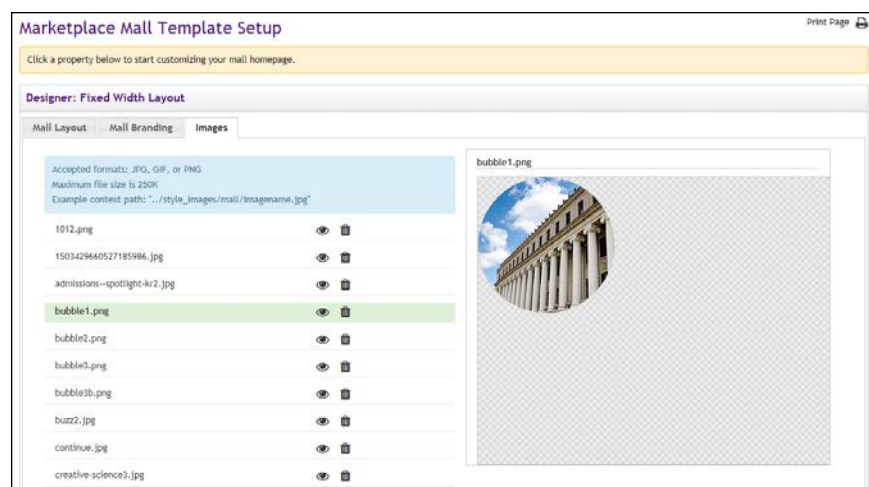 Marketplace Mall Template Setup
Print Page
Click a property below to start customizing your mall homepage.
Designer: Fixed Width Layout
Mall Layout Mall Branding Images
Accepted formats: JPG, GIF, or PNG
Maximum file size is 250K
Example context path: "../style_images/mall/imagename.jpg"
bubble1.png
1012.png
1503429660527185986.jpg
admissions--spotlight-kr2.jpg
bubble1.png
bubble2.png
bubble3.png
bubble3b.png
buzz2.jpg
continue.jpg
creative-science3.jpg